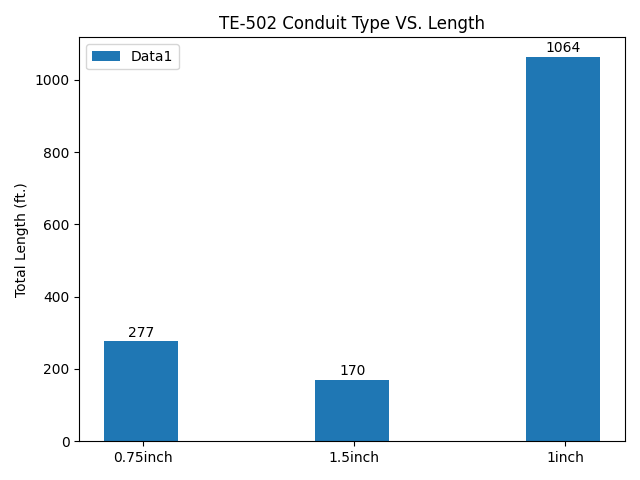 TE-502 Conduit Type VS. Length
Data1
Total Length (ft.)
1000
800
600
400
200
0
277
170
1064
0.75inch
1.5inch
1inch